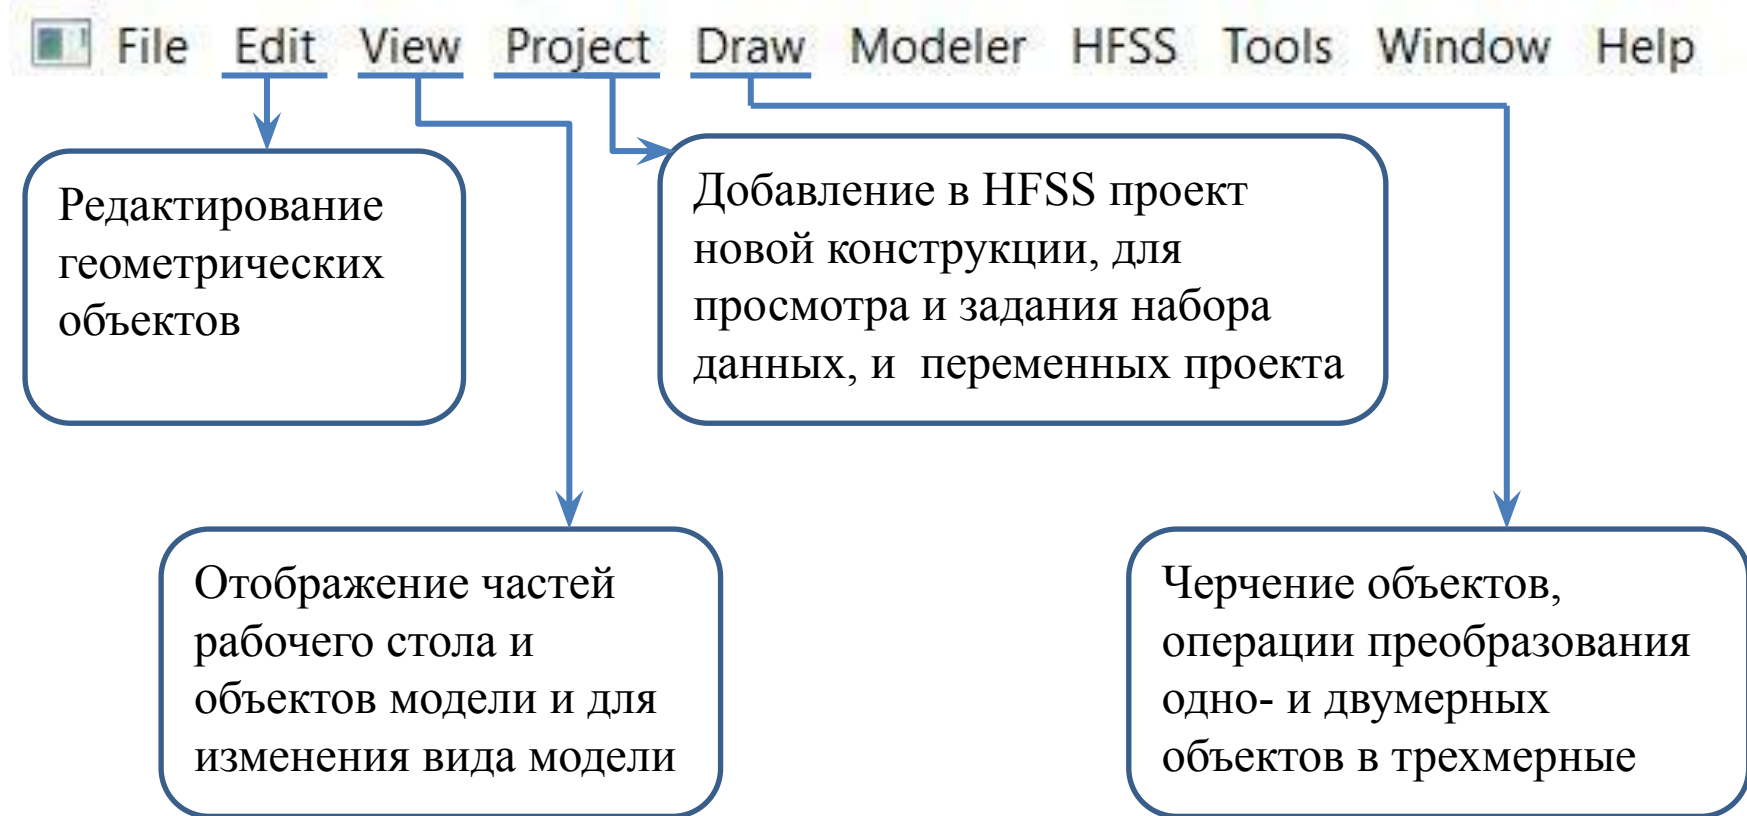 File Edit View Project Draw Modeler HFSS Tools Window Help
Редактирование
геометрических
объектов
Добавление в HFSS проект
новой конструкции, для
просмотра и задания набора
данных, и  переменных проекта
Отображение частей
рабочего стола и
объектов модели и для
изменения вида модели
Черчение объектов,
операции преобразования
одно- и двумерных
объектов в трехмерные